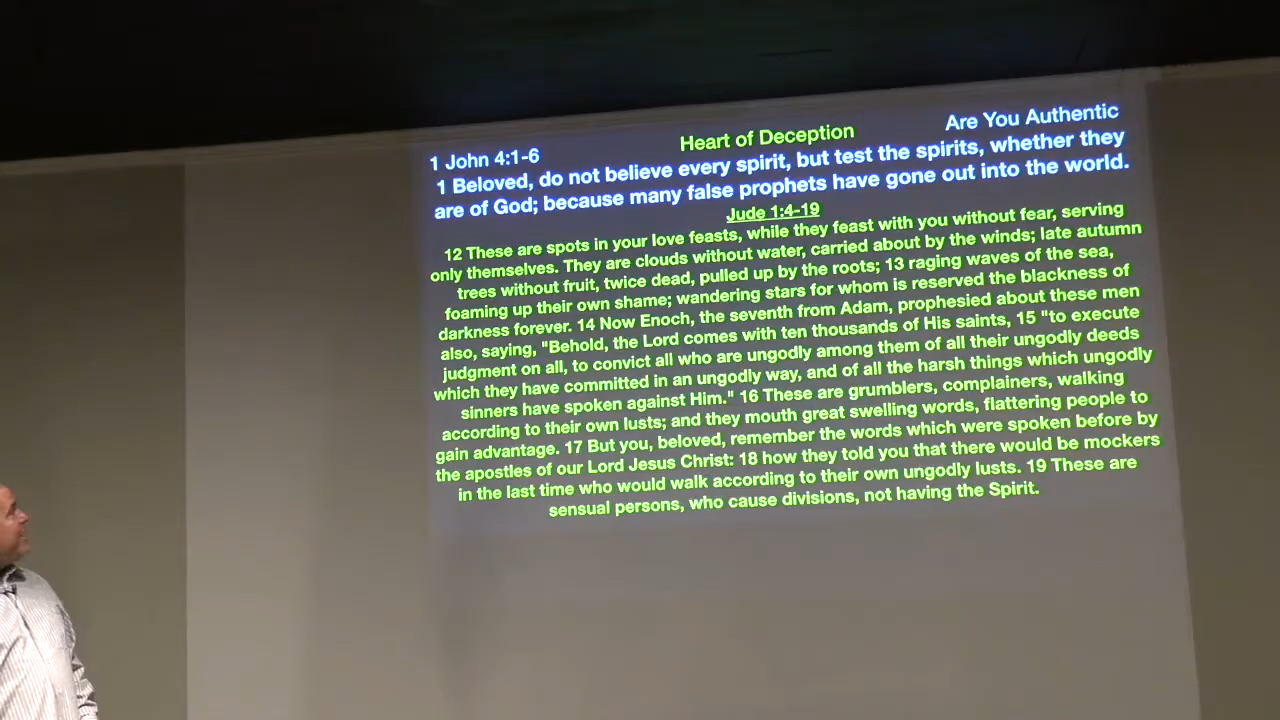 1 John 4:1-6 Heart of Deception Are You Authentic
1 Beloved, do not believe every spirit, but test the spirits, whether they
are of God; because many false prophets have gone out into the world.
Jude 1:4-19
12 These are spots in your love feasts, while they feast with you without fear, serving
only themselves. They are clouds without water, carried about by the winds; late autumn
trees without fruit, twice dead, pulled up by the roots; 13 raging waves of the sea,
foaming up their own shame; wandering stars for whom is reserved the blackness of
darkness forever. 14 Now Enoch, the seventh from Adam, prophesied about these men
also, saying, "Behold, the Lord comes with ten thousands of His saints, 15 "to execute
judgment on all, to convict all who are ungodly among them of all their ungodly deeds
which they have committed in an ungodly way, and of all the harsh things which ungodly
sinners have spoken against Him." 16 These are grumblers, complainers, walking
according to their own lusts; and they mouth great swelling words, flattering people to
gain advantage. 17 But you, beloved, remember the words which were spoken before by
the apostles of our Lord Jesus Christ: 18 how they told you that there would be mockers
in the last time who would walk according to their own ungodly lusts. 19 These are
sensual persons, who cause divisions, not having the Spirit.